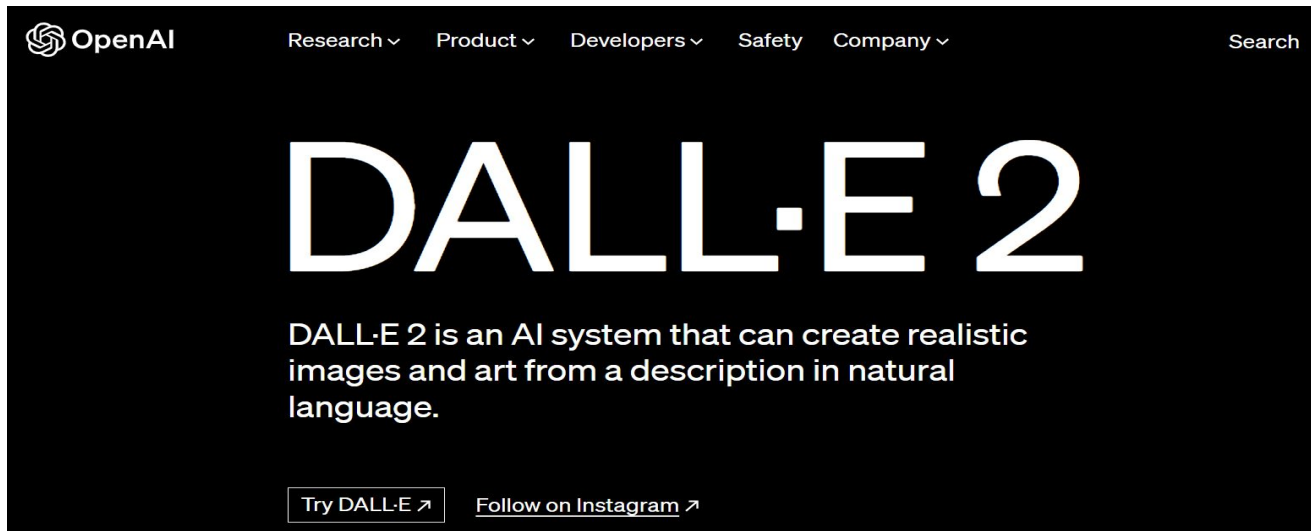 OpenAI Research Product Developers Safety Company Search
DALL·E 2
DALL·E 2 is an AI system that can create realistic
images and art from a description in natural
language.
Try DALL·E ↗ Follow on Instagram ↗